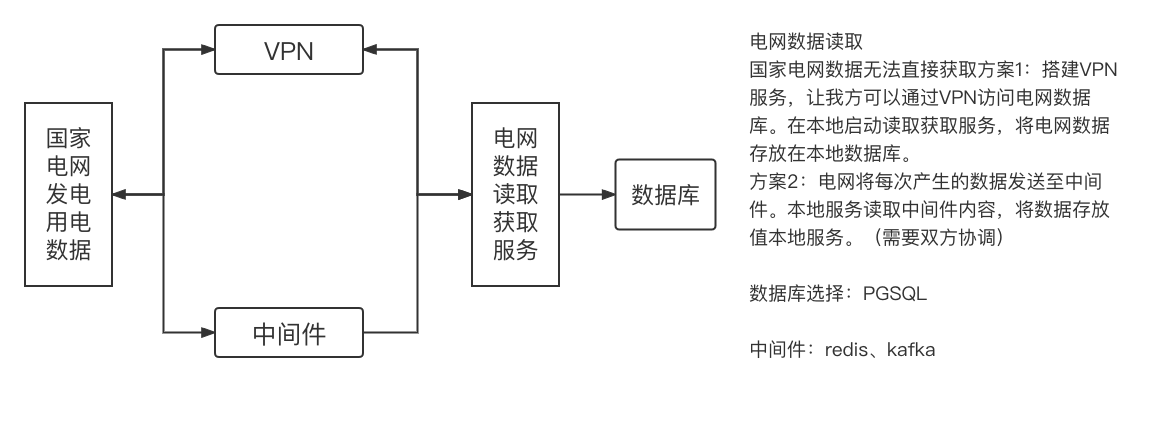 VPN
国家
电网
发电
用电
数据
电网
数据
读取
获取
服务
数据库
中间件
电网数据读取
国家电网数据无法直接获取方案1：搭建VPN
服务，让我方可以通过VPN访问电网数据
库。在本地启动读取获取服务，将电网数据
存放在本地数据库。
方案2：电网将每次产生的数据发送至中间
件。本地服务读取中间件内容，将数据存放
值本地服务。（需要双方协调）
数据库选择：PGSQL
中间件：redis、kafka